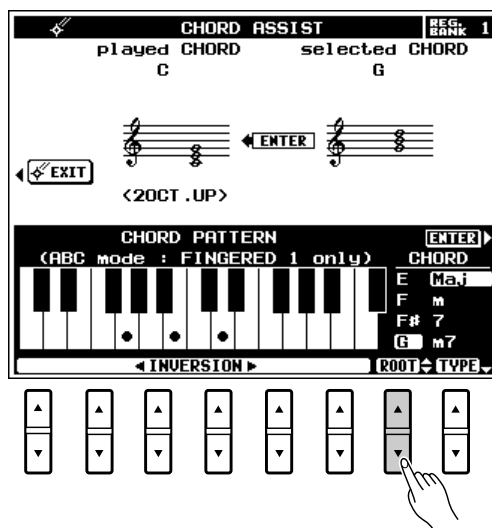 CHORD ASSIST
REG. BANK 1
played CHORD
selected CHORD
C
G
ENTER
EXIT
<2OCT.UP>
CHORD PATTERN
ENTER
(ABC mode : FINGERED 1 only)
CHORD
E Maj
F m
F# 7
G m7
INVERSION
ROOT TYPE